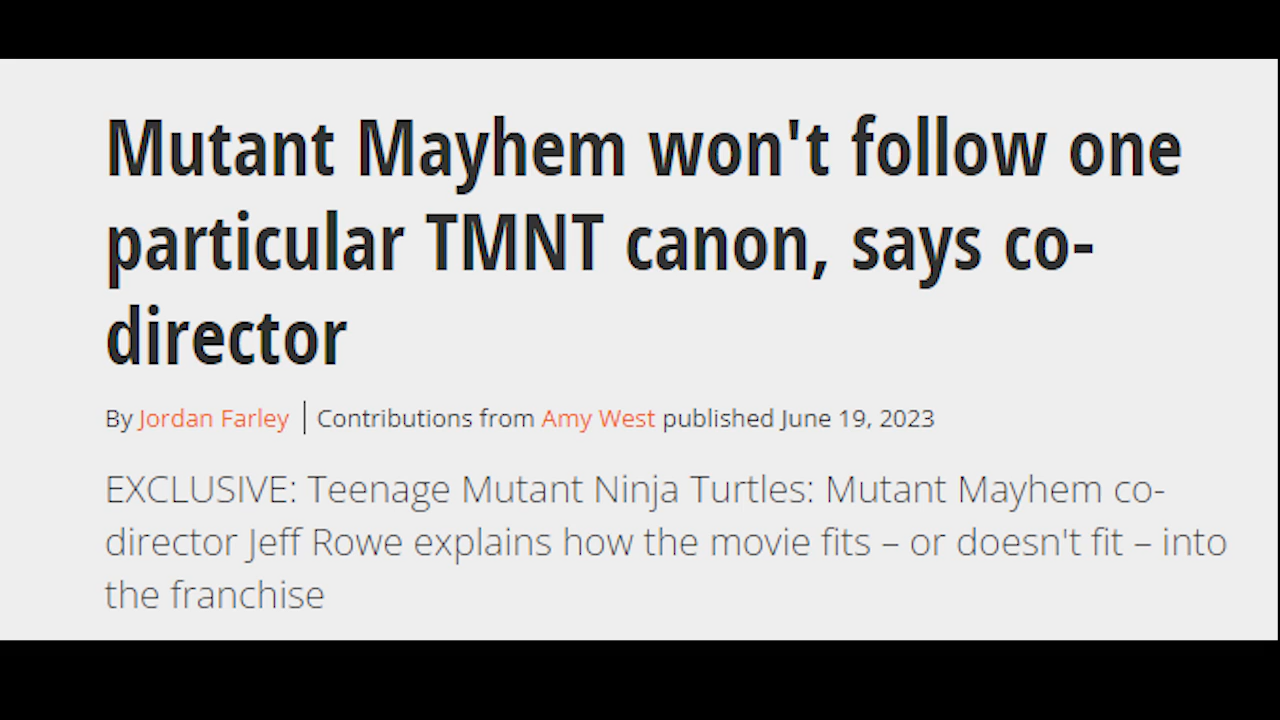 Mutant Mayhem won't follow one
particular TMNT canon, says co-
director
By Jordan Farley | Contributions from Amy West published June 19, 2023
EXCLUSIVE: Teenage Mutant Ninja Turtles: Mutant Mayhem co-
director Jeff Rowe explains how the movie fits – or doesn't fit – into
the franchise